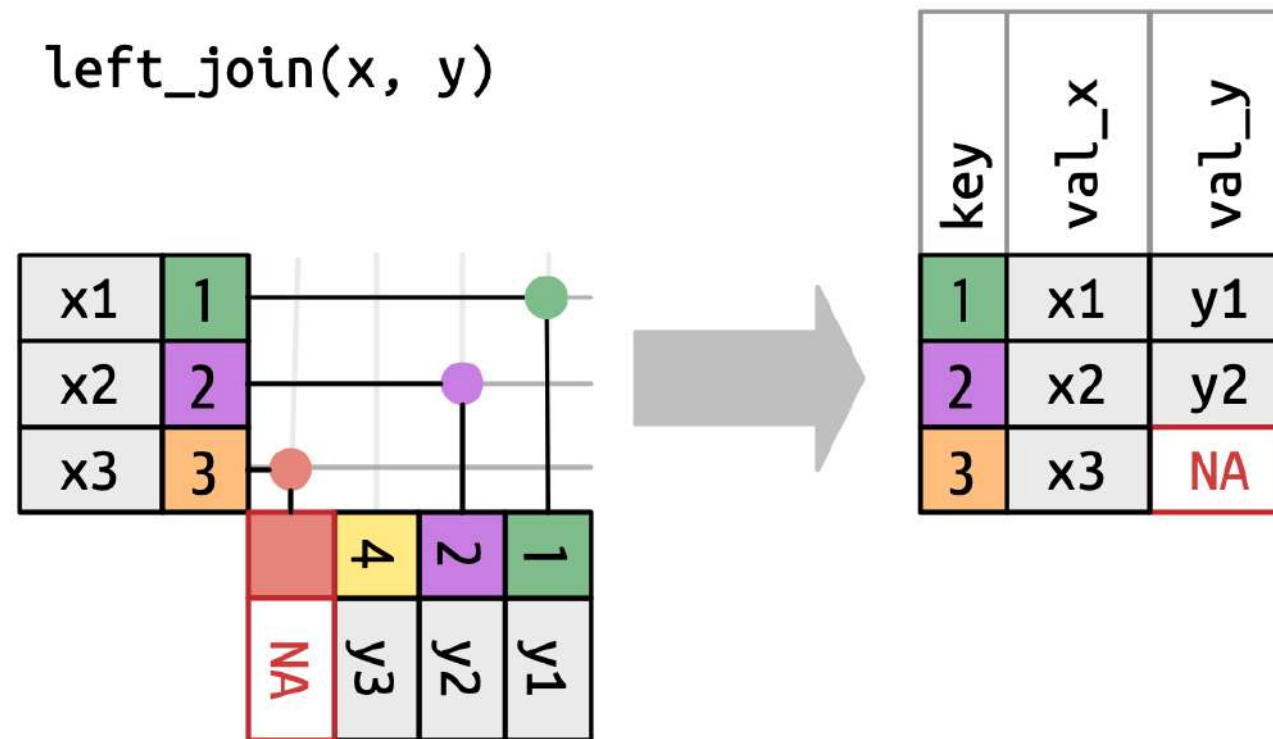 left_join(x, y)
x1 1
x2 2
x3 3
4 2 1
NA y3 y2 y1
key val_x val_y
1 x1 y1
2 x2 y2
3 x3 NA